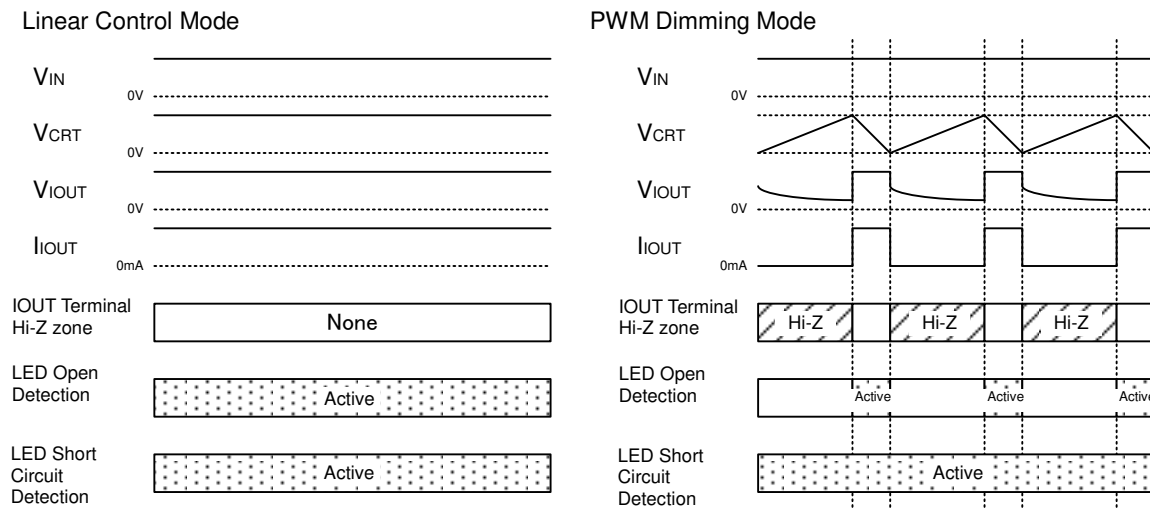 Linear Control Mode
VIN
0V
VCRT
0V
VIOUT
0V
IIOUT
0mA
IOUT Terminal
Hi-Z zone
None
LED Open
Detection
Active
LED Short
Circuit
Detection
Active
PWM Dimming Mode
VIN
0V
VCRT
VIOUT
0V
IIOUT
0mA
IOUT Terminal
Hi-Z zone
Hi-Z Hi-Z Hi-Z
LED Open
Detection
Active Active Active
LED Short
Circuit
Detection
Active